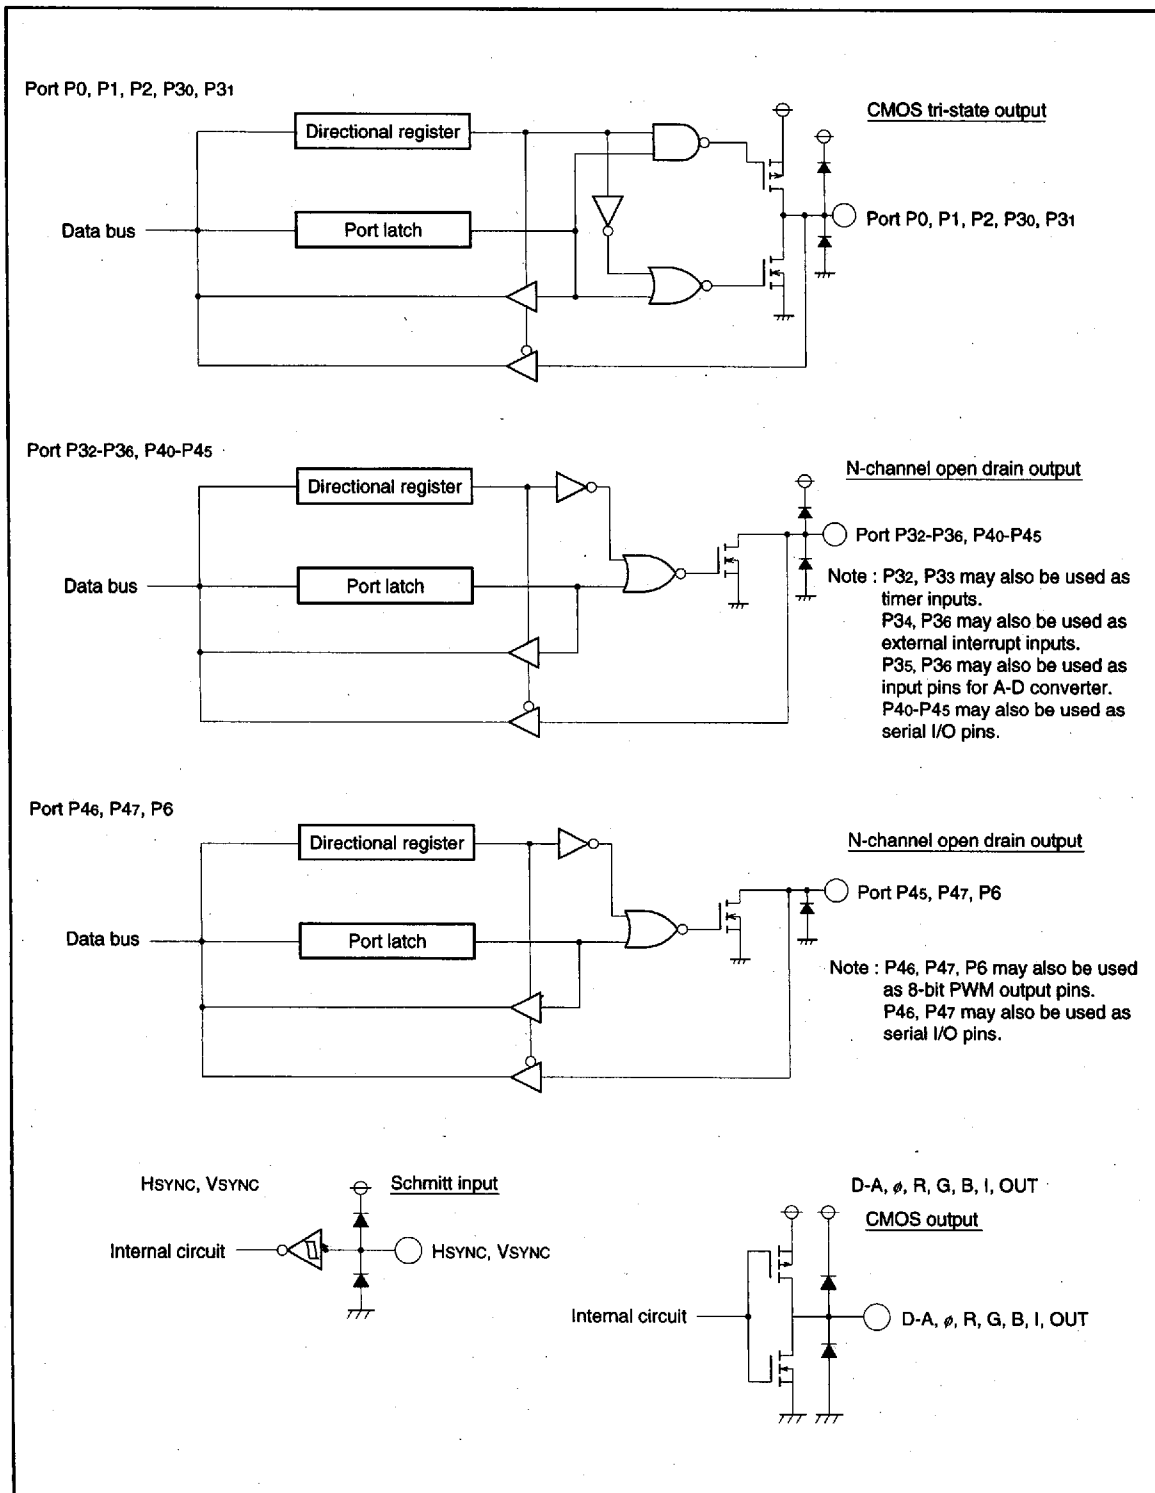 Port P0, P1, P2, P30, P31
CMOS tri-state output
Directional register
Data bus
Port latch
Port P0, P1, P2, P30, P31
Port P32-P36, P40-P45
N-channel open drain output
Directional register
Port P32-P36, P40-P45
Data bus
Port latch
Note : P32, P33 may also be used as
timer inputs.
P34, P36 may also be used as
external interrupt inputs.
P35, P36 may also be used as
input pins for A-D converter.
P40-P45 may also be used as
serial I/O pins.
Port P46, P47, P6
N-channel open drain output
Directional register
Port P45, P47, P6
Data bus
Port latch
Note : P46, P47, P6 may also be used
as 8-bit PWM output pins.
P46, P47 may also be used as
serial I/O pins.
HSYNC, VSYNC
Schmitt input
Internal circuit
HSYNC, VSYNC
D-A, ø, R, G, B, I, OUT
CMOS output
Internal circuit
D-A, ø, R, G, B, I, OUT